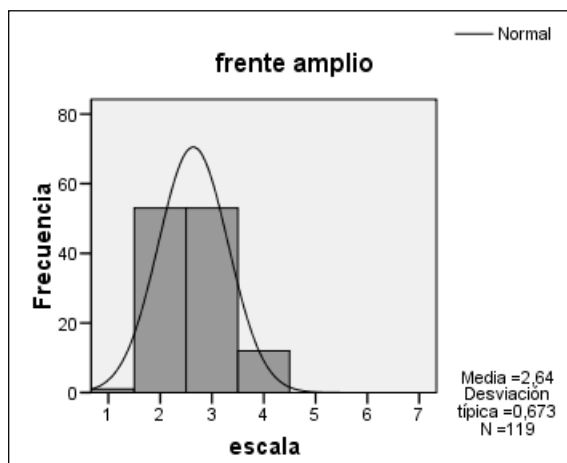 Normal
frente amplio
80
60
40
20
0
Frecuencia
1 2 3 4 5 6 7
escala
Media =2,64
Desviación
típica =0,673
N =119